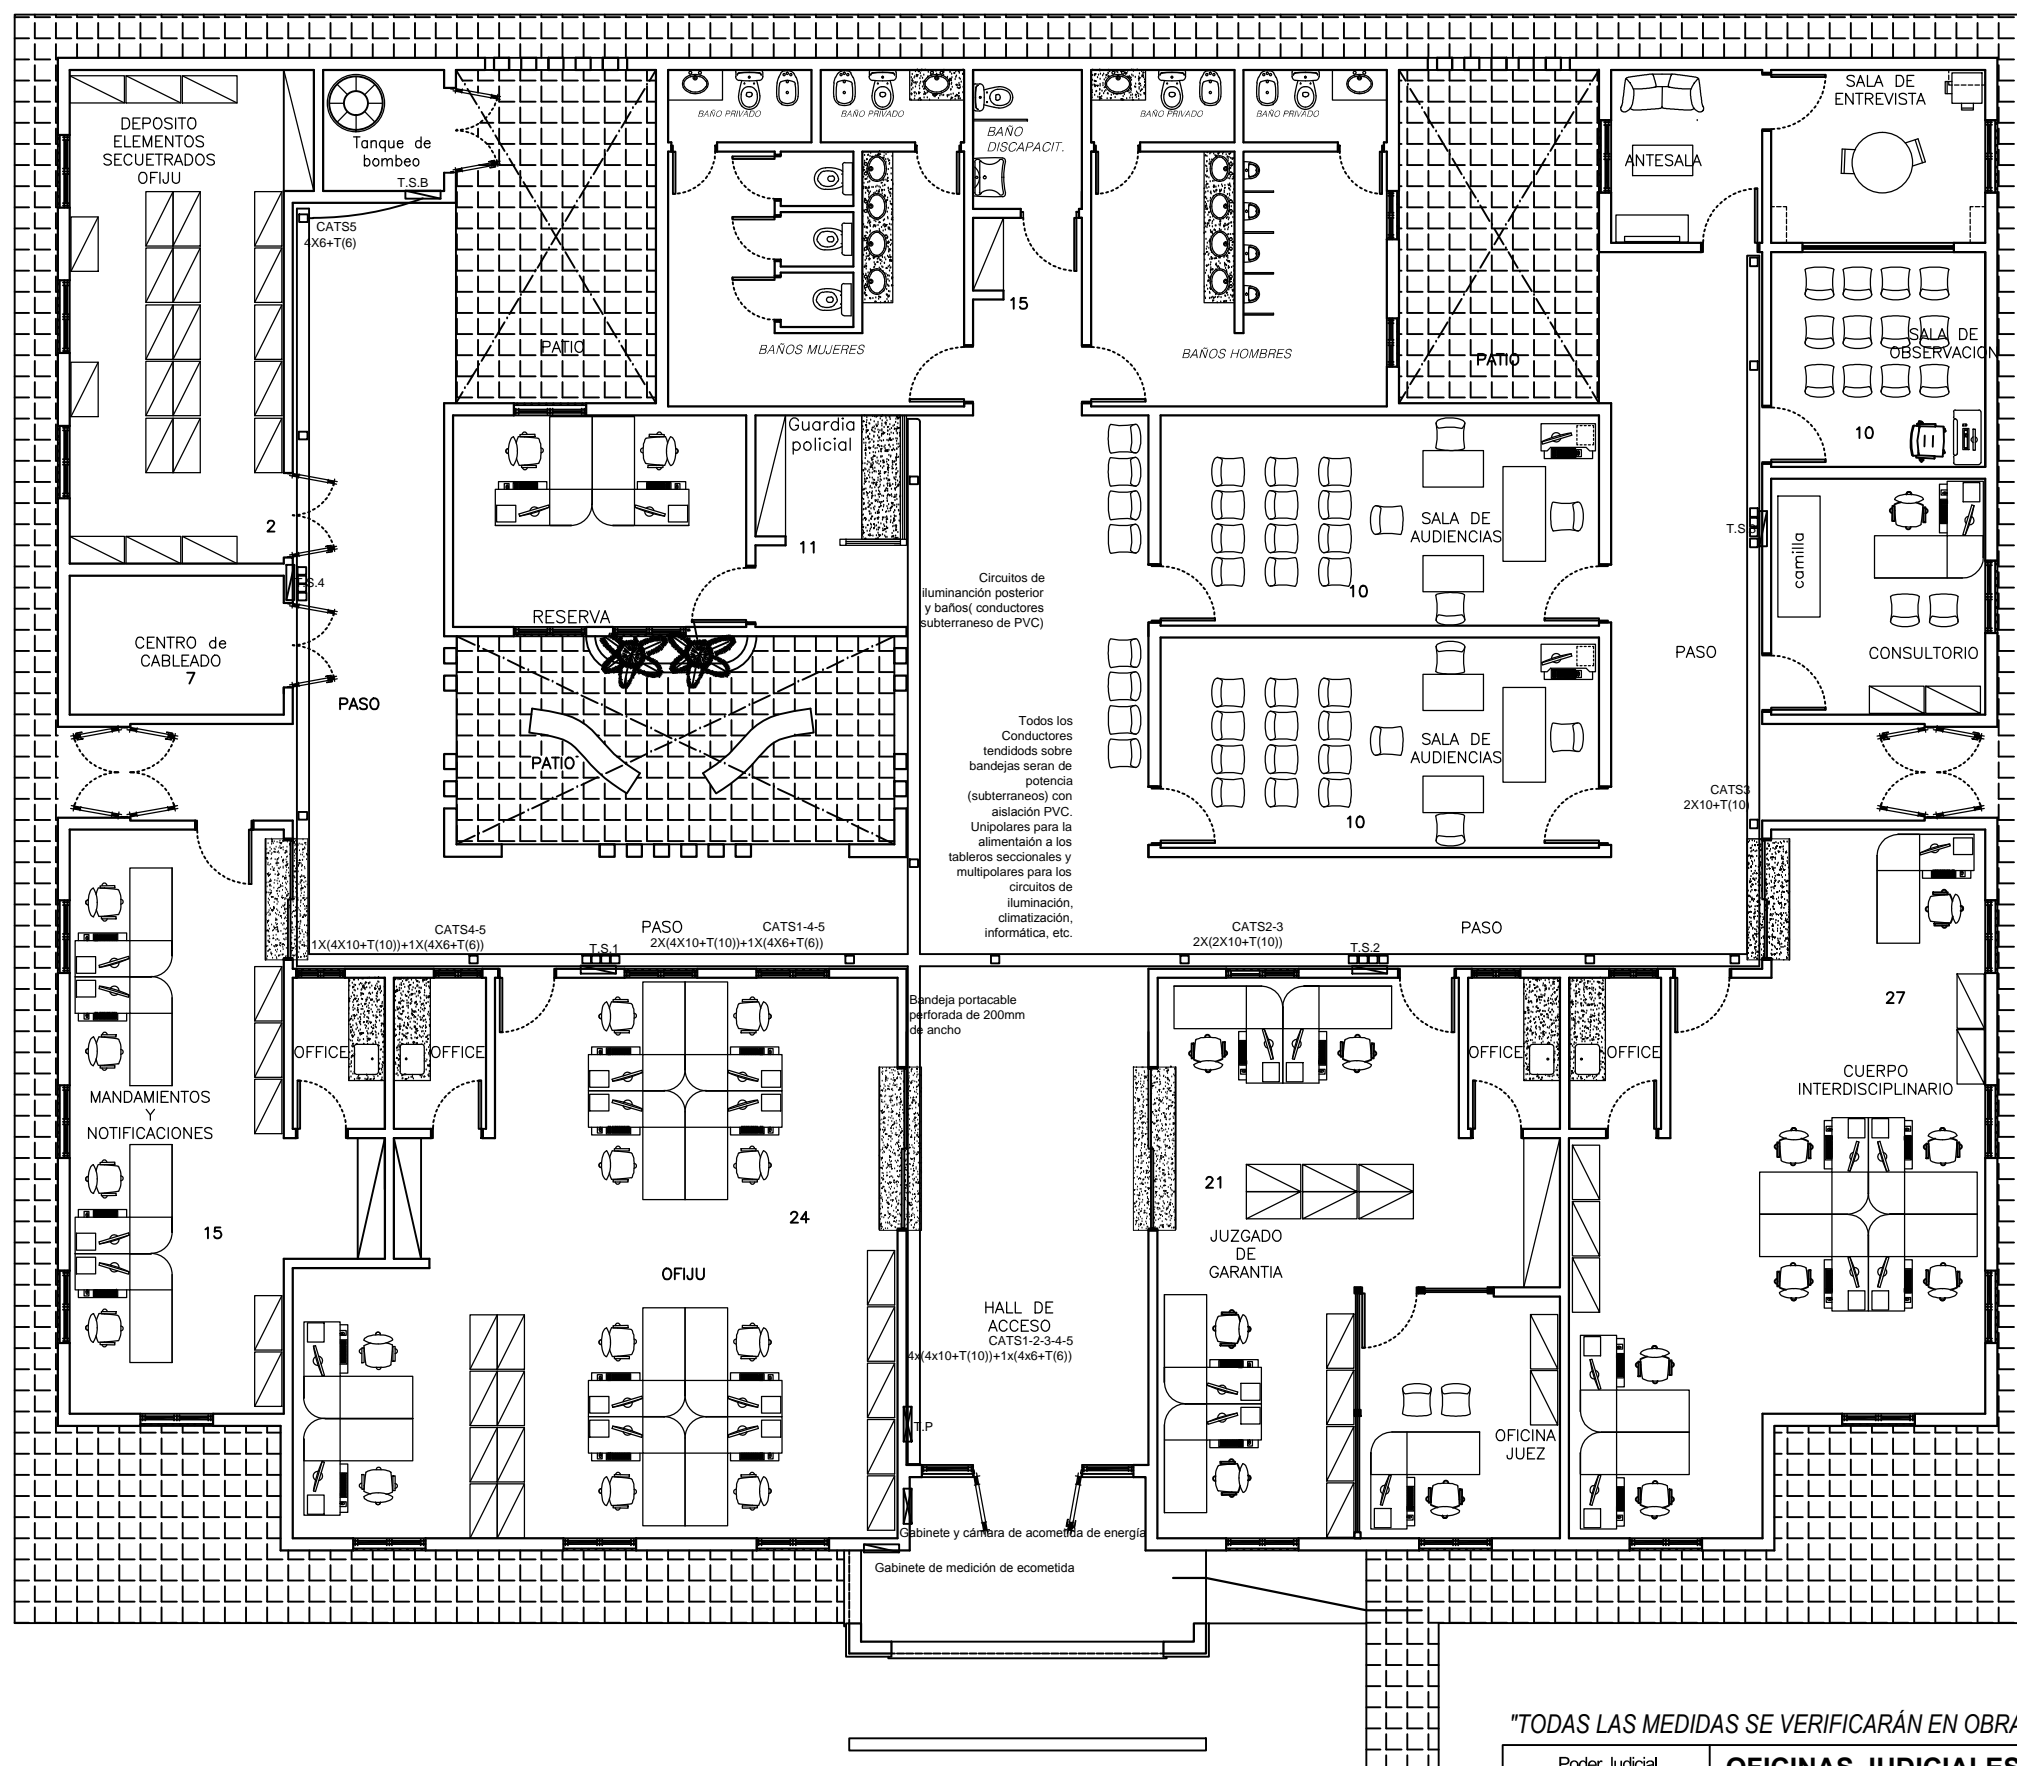 DEPOSITO
ELEMENTOS
SECUETRADOS
OFIJU
Tanque de
bombeo
T.S.B
CATS5
4X6+T(6)
PATIO
BAÑO PRIVADO
BAÑO PRIVADO
BAÑO
DISCAPACIT.
BAÑO PRIVADO
BAÑO PRIVADO
BAÑOS MUJERES
15
BAÑOS HOMBRES
PATIO
ANTESALA
SALA DE
ENTREVISTA
SALA DE
OBSERVACION
10
2
T.S.4
CENTRO de
CABLEADO
7
PASO
Guardia
policial
11
RESERVA
PATIO
Circuitos de
iluminanción posterior
y baños( conductores
subterraneso de PVC)
Todos los
Conductores
tendidods sobre
bandejas seran de
potencia
(subterraneos) con
aislación PVC.
Unipolares para la
alimentaión a los
tableros seccionales y
multipolares para los
circuitos de
iluminación,
climatización,
informática, etc.
SALA DE
AUDIENCIAS
10
SALA DE
AUDIENCIAS
10
PASO
T.S.
camilla
CONSULTORIO
CATS3
2X10+T(10)
CATS4-5
1X(4X10+T(10))+1X(4X6+T(6))
PASO
CATS1-4-5
2X(4X10+T(10))+1X(4X6+T(6))
T.S.1
CATS2-3
2X(2X10+T(10))
T.S.2
PASO
Bandeja portacable
perforada de 200mm
de ancho
OFFICE
OFFICE
OFFICE
OFFICE
27
CUERPO
INTERDISCIPLINARIO
MANDAMIENTOS
Y
NOTIFICACIONES
15
24
OFIJU
21
JUZGADO
DE
GARANTIA
HALL DE
ACCESO
CATS1-2-3-4-5
4x(4x10+T(10))+1x(4x6+T(6))
T.P
OFICINA
JUEZ
Gabinete y cámara de acometida de energía
Gabinete de medición de ecometida
"TODAS LAS MEDIDAS SE VERIFICARÁN EN OBRA
Poder Judicial
OFICINAS JUDICIALES